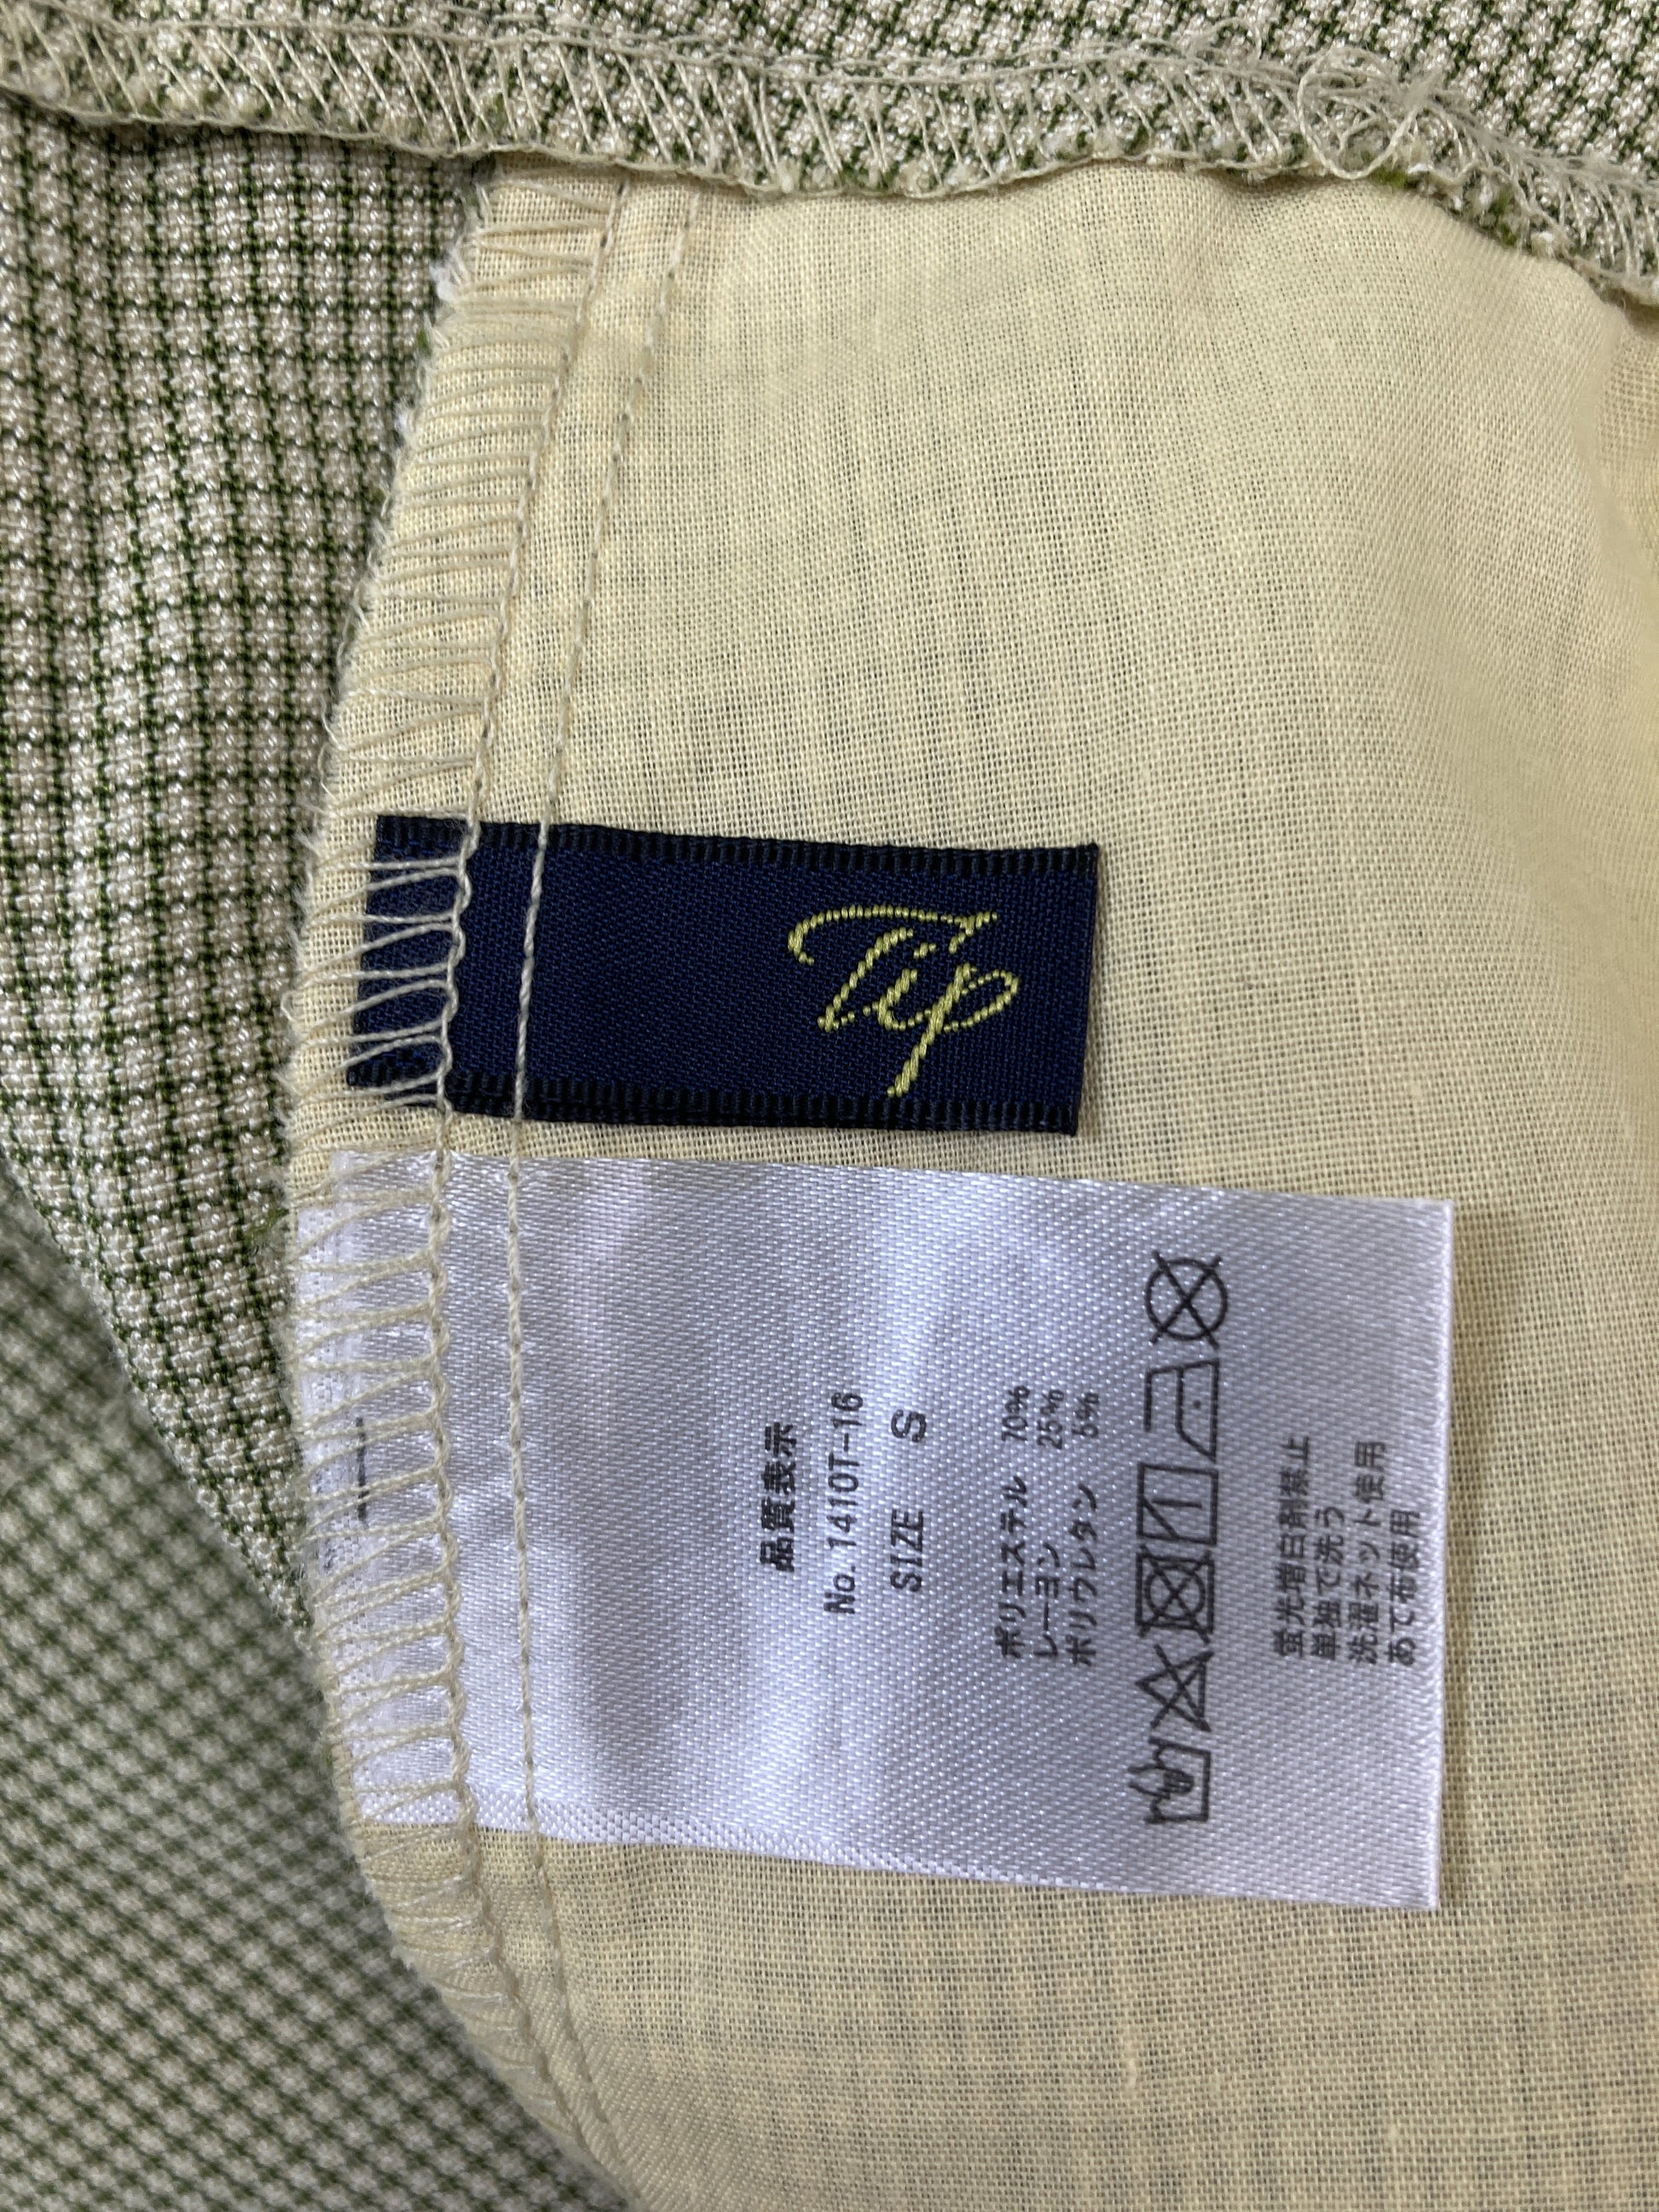 Tip
品質表示
No.1410T-16
SIZE S
ポリエステル 70%
レーヨン 25%
ポリウレタン 5%
蛍光増白剤禁止
単独で洗う
洗濯ネット使用
あて布使用